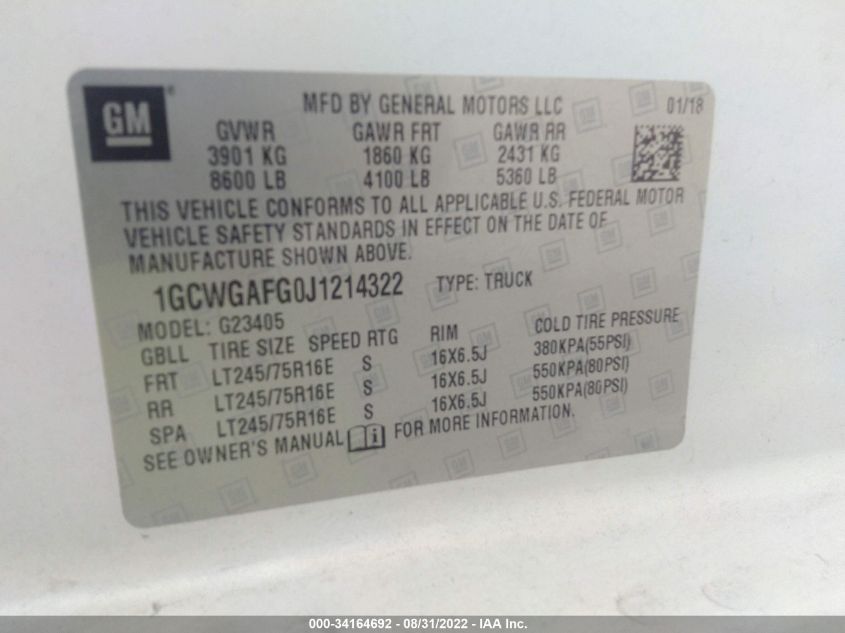 GM®
MFD BY GENERAL MOTORS LLC 01/18
GVWR GAWR FRT GAWR RR
3901 KG 1860 KG 2431 KG
8600 LB 4100 LB 5360 LB
THIS VEHICLE CONFORMS TO ALL APPLICABLE U.S. FEDERAL MOTOR
VEHICLE SAFETY STANDARDS IN EFFECT ON THE DATE OF
MANUFACTURE SHOWN ABOVE.
1GCWGAFG0J1214322 TYPE: TRUCK
MODEL: G23405
GBLL TIRE SIZE SPEED RTG RIM COLD TIRE PRESSURE
FRT LT245/75R16E S 16X6.5J 380KPA(55PSI)
RR LT245/75R16E S 16X6.5J 550KPA(80PSI)
SPA LT245/75R16E S 16X6.5J 550KPA(80PSI)
SEE OWNER'S MANUAL i FOR MORE INFORMATION.
000-34164692 - 08/31/2022 - IAA Inc.